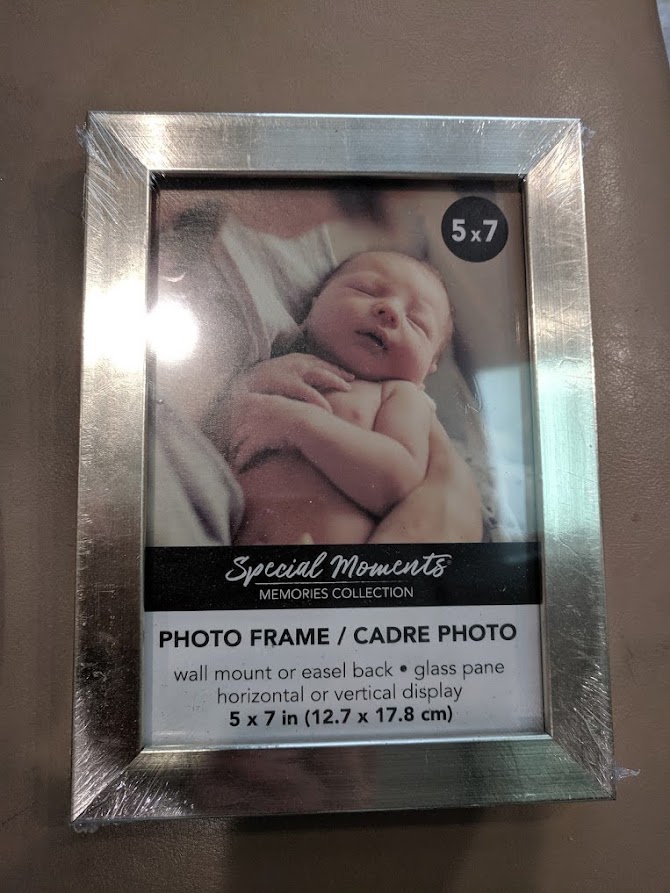 5x7
Special Moments®
MEMORIES COLLECTION
PHOTO FRAME / CADRE PHOTO
wall mount or easel back • glass pane
horizontal or vertical display
5 x 7 in (12.7 x 17.8 cm)